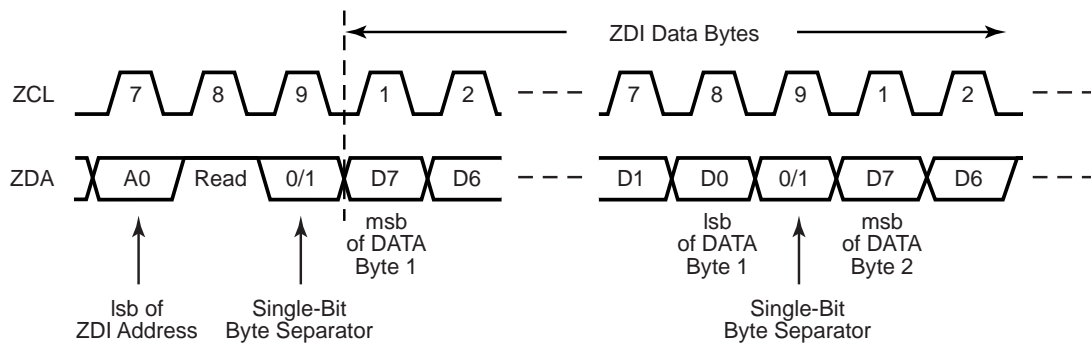 ZDI Data Bytes
ZCL 7 8 9 1 2 7 8 9 1 2
ZDA A0 Read 0/1 D7 D6 D1 D0 0/1 D7 D6
msb
of DATA
Byte 1
lsb
of DATA
Byte 1
msb
of DATA
Byte 2
lsb of
ZDI Address
Single-Bit
Byte Separator
Single-Bit
Byte Separator